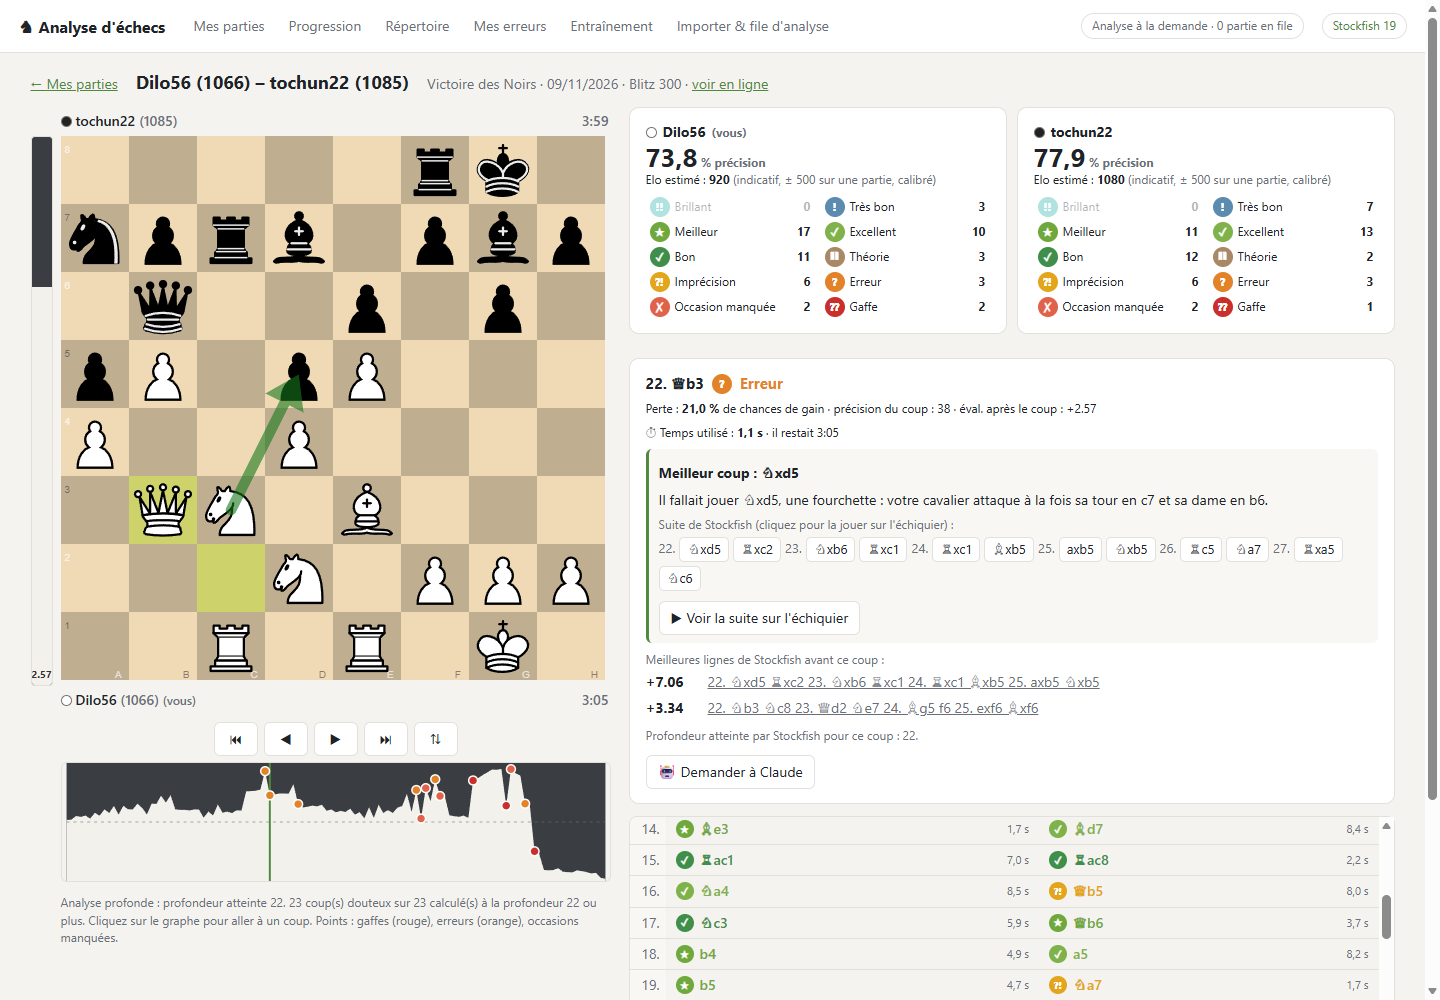 ♞ Analyse d'échecs Mes parties Progression Répertoire Mes erreurs Entraînement Importer & file d'analyse Analyse à la demande · 0 partie en file Stockfish 19
← Mes parties Dilo56 (1066) – tochun22 (1085) Victoire des Noirs · 09/11/2026 · Blitz 300 · voir en ligne
tochun22 (1085) 3:59
8
7
6
5
4
3
2
1
A B C D E F G H
2.57
Dilo56 (1066) (vous) 3:05
⏮ ◀ ▶ ⏭ ⇅
Analyse profonde : profondeur atteinte 22. 23 coup(s) douteux sur 23 calculé(s) à la profondeur 22 ou
plus. Cliquez sur le graphe pour aller à un coup. Points : gaffes (rouge), erreurs (orange), occasions
manquées.
Dilo56 (vous)
73,8 % précision
Elo estimé : 920 (indicatif, ± 500 sur une partie, calibré)
!! Brillant 0 ! Très bon 3
★ Meilleur 17 ✓ Excellent 10
✓ Bon 11 Théorie 3
?! Imprécision 6 ? Erreur 3
✗ Occasion manquée 2 ?? Gaffe 2
tochun22
77,9 % précision
Elo estimé : 1080 (indicatif, ± 500 sur une partie, calibré)
!! Brillant 0 ! Très bon 7
★ Meilleur 11 ✓ Excellent 13
✓ Bon 12 Théorie 2
?! Imprécision 6 ? Erreur 3
✗ Occasion manquée 2 ?? Gaffe 1
22. ♛b3 ? Erreur
Perte : 21,0 % de chances de gain · précision du coup : 38 · éval. après le coup : +2.57
⏱ Temps utilisé : 1,1 s · il restait 3:05
Meilleur coup : ♘xd5
Il fallait jouer ♘xd5, une fourchette : votre cavalier attaque à la fois sa tour en c7 et sa dame en b6.
Suite de Stockfish (cliquez pour la jouer sur l'échiquier) :
22. ♘xd5 ♖xc2 23. ♘xb6 ♖xc1 24. ♖xc1 ♗xb5 25. axb5 ♘xb5 26. ♖c5 ♘a7 27. ♖xa5
♘c6
▶ Voir la suite sur l'échiquier
Meilleures lignes de Stockfish avant ce coup :
+7.06 22. ♘xd5 ♖xc2 23. ♘xb6 ♖xc1 24. ♖xc1 ♗xb5 25. axb5 ♘xb5
+3.34 22. ♘b3 ♘c8 23. ♕d2 ♘e7 24. ♗g5 f6 25. exf6 ♗xf6
Profondeur atteinte par Stockfish pour ce coup : 22.
Demander à Claude
14. ★ ♝e3 1,7 s ✓ ♝d7 8,4 s
15. ✓ ♜ac1 7,0 s ✓ ♜ac8 2,2 s
16. ✓ ♞a4 8,5 s ?! ♛b5 8,0 s
17. ✓ ♞c3 5,9 s ★ ♛b6 3,7 s
18. ★ b4 4,9 s ✓ a5 8,2 s
19. ★ b5 4,7 s ?! ♞a7 1,7 s